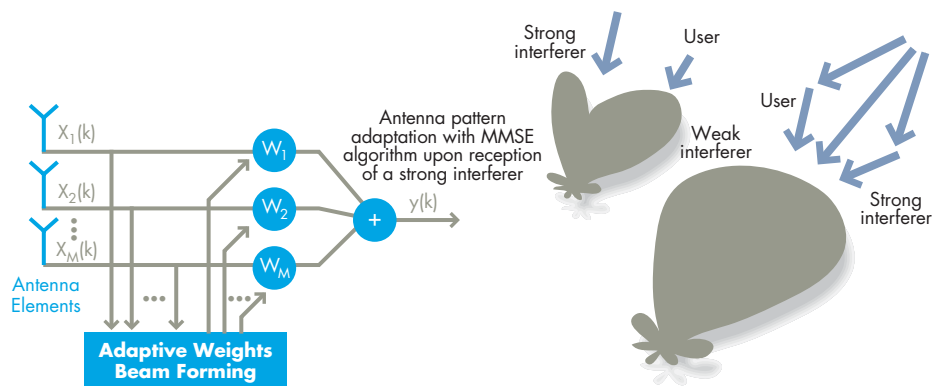 X1(k)
X2(k)
XM(k)
Antenna
Elements
W1
W2
WM
+
y(k)
Adaptive Weights
Beam Forming
Antenna pattern
adaptation with MMSE
algorithm upon reception
of a strong interferer
Strong
interferer
User
Weak
interferer
User
Strong
interferer